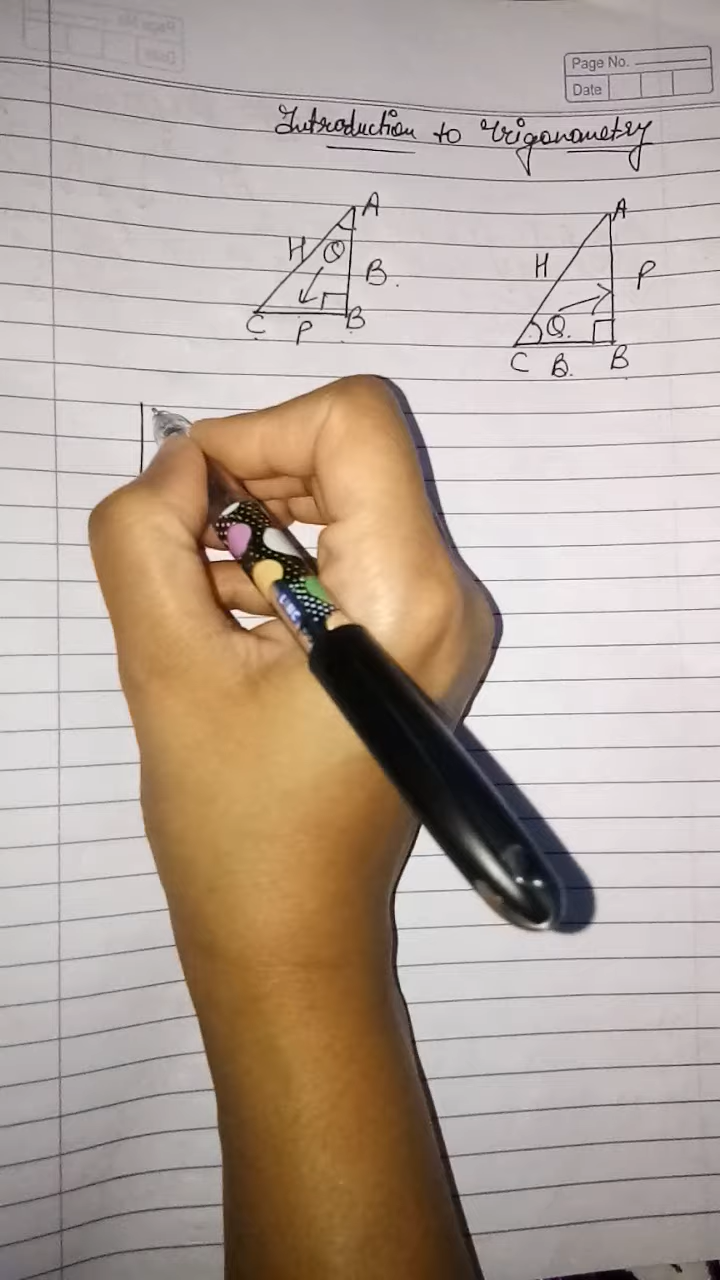 Page No.
Date
Introduction to trigonometry
A
H
θ
B.
C
P
B
A
H
P
θ.
C
B.
B